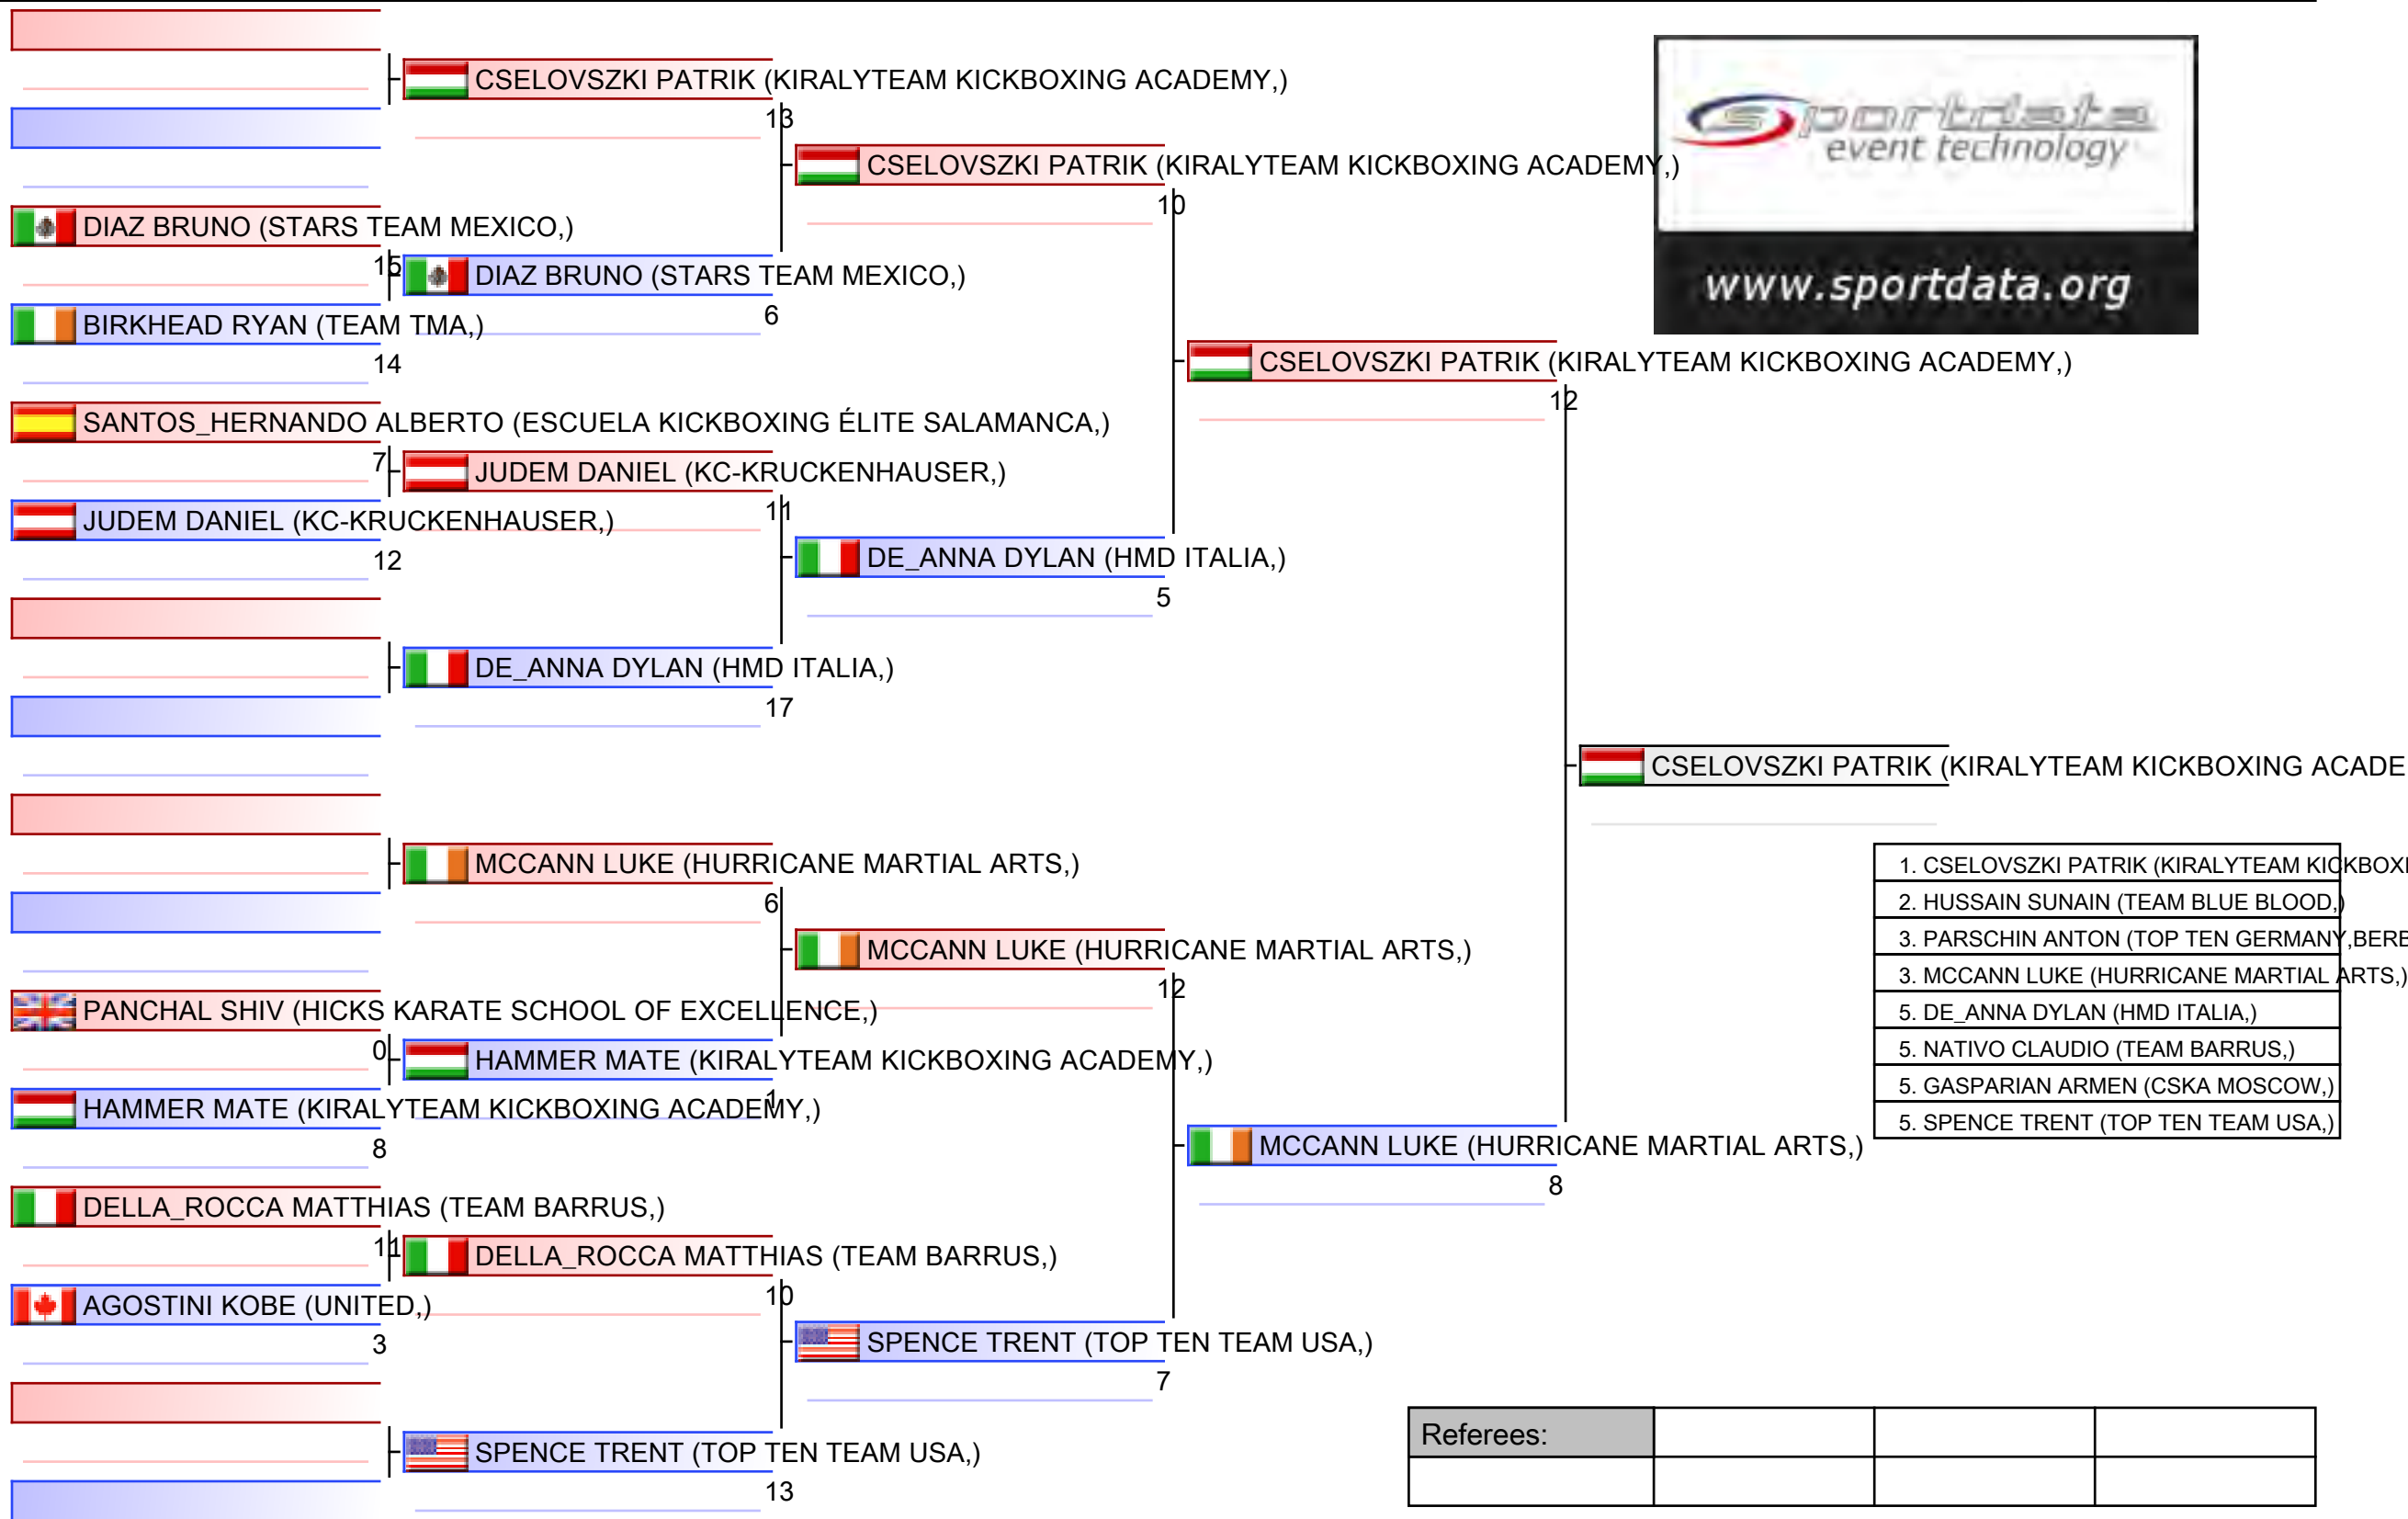 CSELOVSZKI PATRIK (KIRALYTEAM KICKBOXING ACADEMY,)
13
sportdata
event technology
www.sportdata.org
CSELOVSZKI PATRIK (KIRALYTEAM KICKBOXING ACADEMY,)
10
DIAZ BRUNO (STARS TEAM MEXICO,)
15
DIAZ BRUNO (STARS TEAM MEXICO,)
6
BIRKHEAD RYAN (TEAM TMA,)
14
CSELOVSZKI PATRIK (KIRALYTEAM KICKBOXING ACADEMY,)
12
SANTOS_HERNANDO ALBERTO (ESCUELA KICKBOXING ÉLITE SALAMANCA,)
7
JUDEM DANIEL (KC-KRUCKENHAUSER,)
11
JUDEM DANIEL (KC-KRUCKENHAUSER,)
12
DE_ANNA DYLAN (HMD ITALIA,)
5
DE_ANNA DYLAN (HMD ITALIA,)
17
CSELOVSZKI PATRIK (KIRALYTEAM KICKBOXING ACADE
MCCANN LUKE (HURRICANE MARTIAL ARTS,)
6
MCCANN LUKE (HURRICANE MARTIAL ARTS,)
12
PANCHAL SHIV (HICKS KARATE SCHOOL OF EXCELLENCE,)
0
HAMMER MATE (KIRALYTEAM KICKBOXING ACADEMY,)
1
HAMMER MATE (KIRALYTEAM KICKBOXING ACADEMY,)
8
MCCANN LUKE (HURRICANE MARTIAL ARTS,)
8
1. CSELOVSZKI PATRIK (KIRALYTEAM KICKBOXI
2. HUSSAIN SUNAIN (TEAM BLUE BLOOD,)
3. PARSCHIN ANTON (TOP TEN GERMANY,BERB
3. MCCANN LUKE (HURRICANE MARTIAL ARTS,)
5. DE_ANNA DYLAN (HMD ITALIA,)
5. NATIVO CLAUDIO (TEAM BARRUS,)
5. GASPARIAN ARMEN (CSKA MOSCOW,)
5. SPENCE TRENT (TOP TEN TEAM USA,)
DELLA_ROCCA MATTHIAS (TEAM BARRUS,)
11
DELLA_ROCCA MATTHIAS (TEAM BARRUS,)
10
AGOSTINI KOBE (UNITED,)
3
SPENCE TRENT (TOP TEN TEAM USA,)
7
SPENCE TRENT (TOP TEN TEAM USA,)
13
Referees: